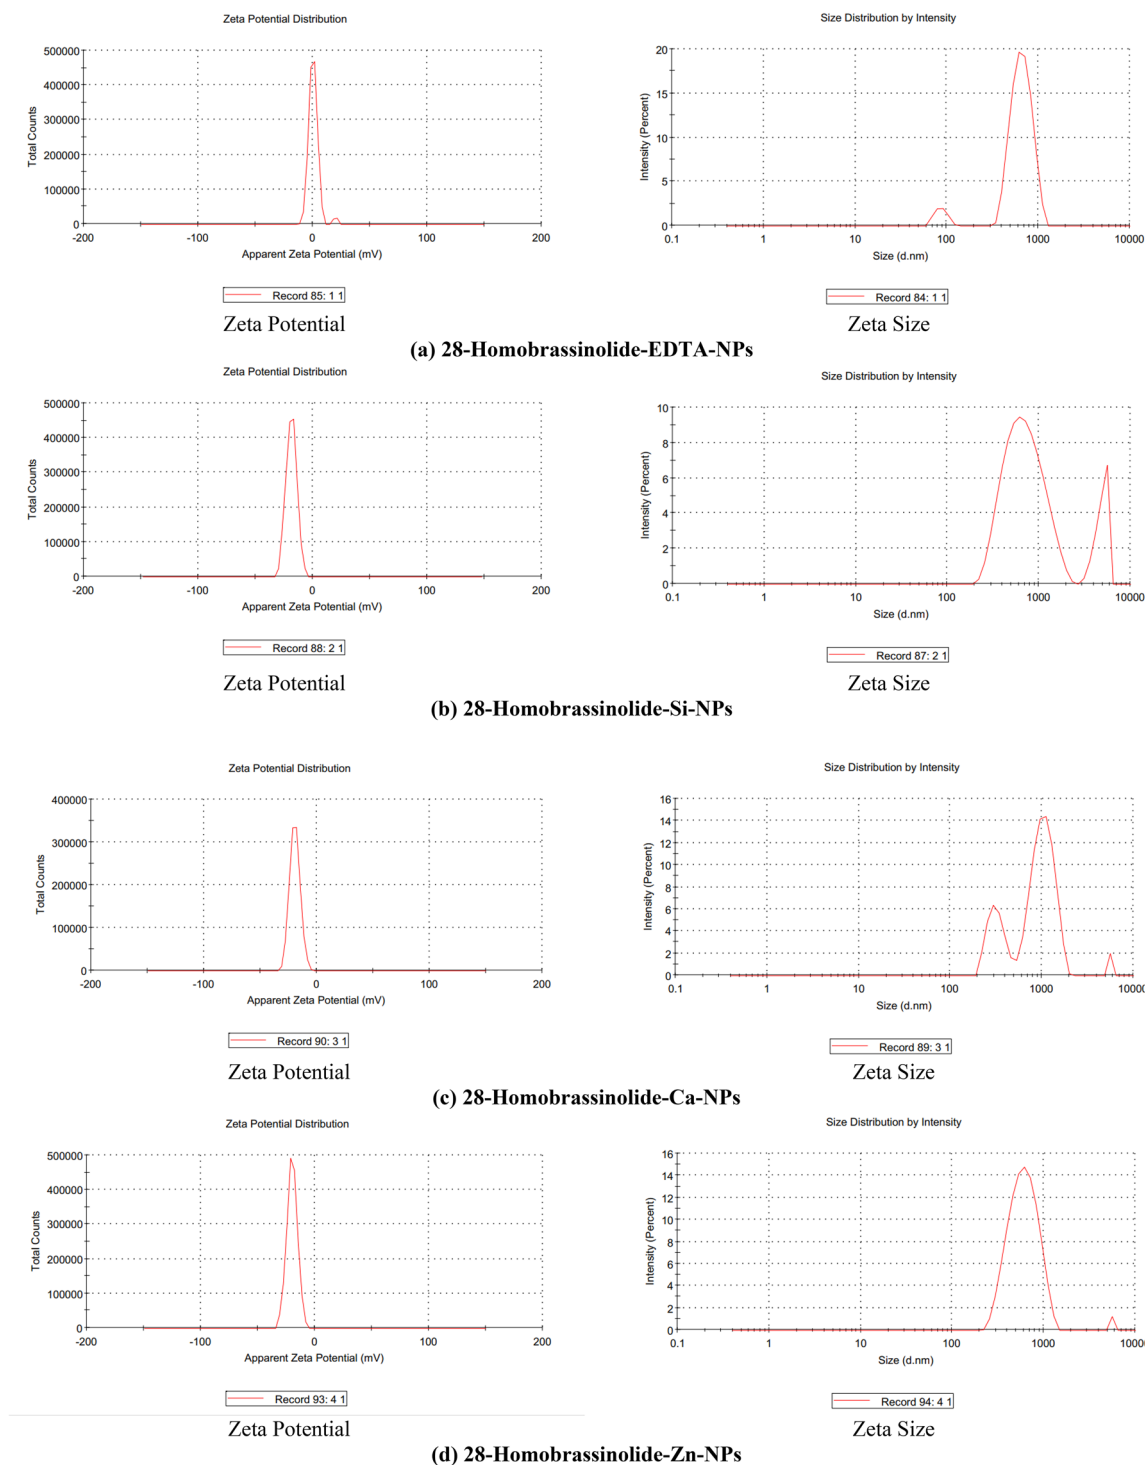 Zeta Potential Distribution
Size Distribution by Intensity
Total Counts
500000
400000
300000
200000
100000
0
-200 -100 0 100 200
Apparent Zeta Potential (mV)
Record 85: 1 1
Zeta Potential
Intensity (Percent)
20
15
10
5
0
0.1 1 10 100 1000 10000
Size (d.nm)
Record 84: 1 1
Zeta Size
(a) 28-Homobrassinolide-EDTA-NPs
Zeta Potential Distribution
Size Distribution by Intensity
Total Counts
500000
400000
300000
200000
100000
0
-200 -100 0 100 200
Apparent Zeta Potential (mV)
Record 88: 2 1
Zeta Potential
Intensity (Percent)
10
8
6
4
2
0
0.1 1 10 100 1000 10000
Size (d.nm)
Record 87: 2 1
Zeta Size
(b) 28-Homobrassinolide-Si-NPs
Zeta Potential Distribution
Size Distribution by Intensity
Total Counts
400000
300000
200000
100000
0
-200 -100 0 100 200
Apparent Zeta Potential (mV)
Record 90: 3 1
Zeta Potential
Intensity (Percent)
16
14
12
10
8
6
4
2
0
0.1 1 10 100 1000 10000
Size (d.nm)
Record 89: 3 1
Zeta Size
(c) 28-Homobrassinolide-Ca-NPs
Zeta Potential Distribution
Size Distribution by Intensity
Total Counts
500000
400000
300000
200000
100000
0
-200 -100 0 100 200
Apparent Zeta Potential (mV)
Record 93: 4 1
Zeta Potential
Intensity (Percent)
16
14
12
10
8
6
4
2
0
0.1 1 10 100 1000 1000
Size (d.nm)
Record 94: 4 1
Zeta Size
(d) 28-Homobrassinolide-Zn-NPs